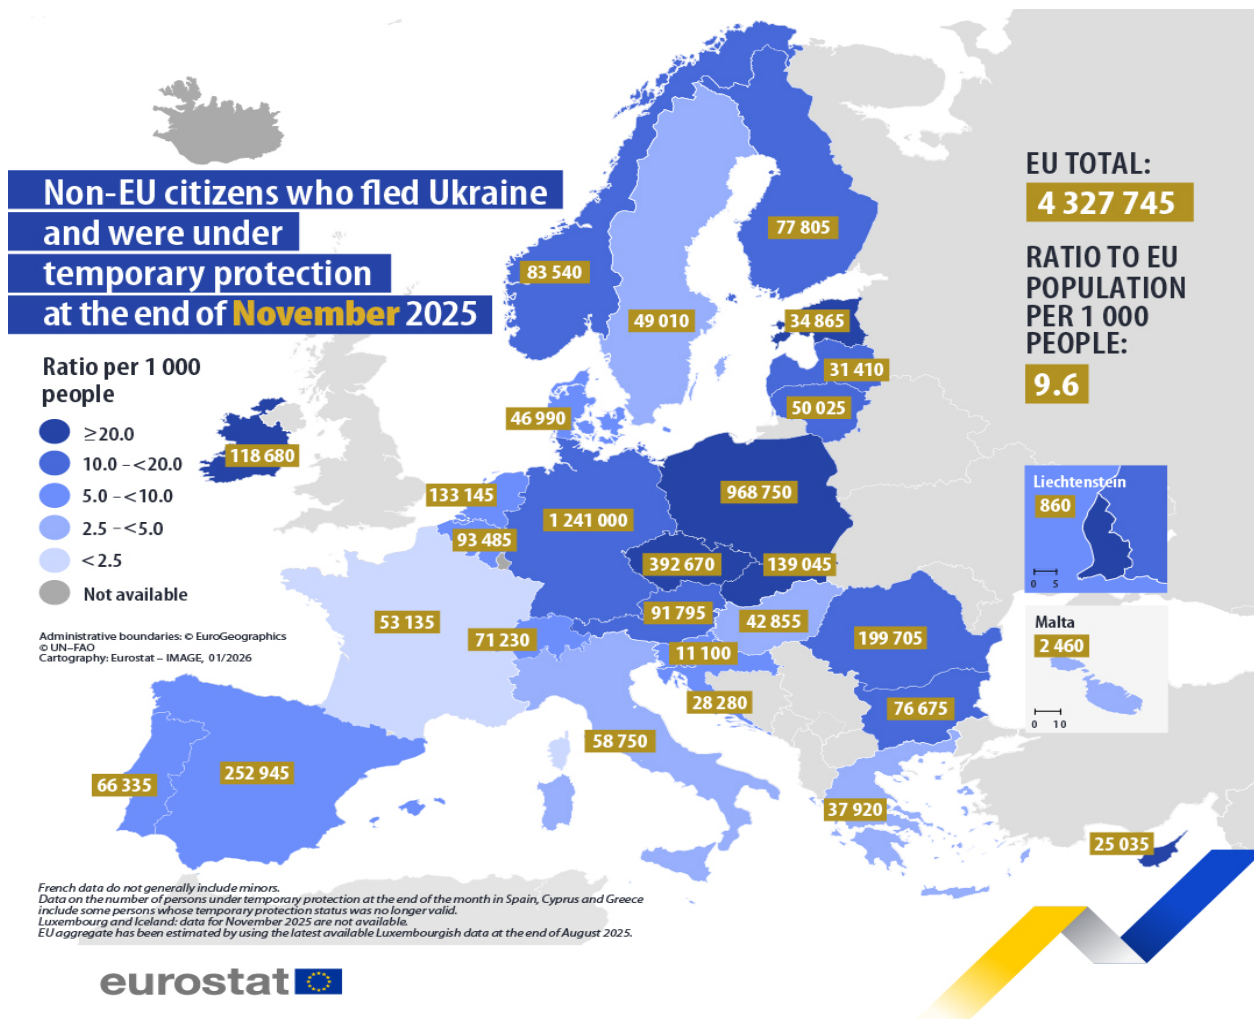 Non-EU citizens who fled Ukraine
and were under
temporary protection
at the end of November 2025
Ratio per 1 000
people
≥20.0
10.0 –<20.0
5.0 –<10.0
2.5 –<5.0
<2.5
Not available
Administrative boundaries: © EuroGeographics
© UN–FAO
Cartography: Eurostat – IMAGE, 01/2026
EU TOTAL:
4 327 745
RATIO TO EU
POPULATION
PER 1 000
PEOPLE:
9.6
77 805
83 540
49 010
34 865
31 410
50 025
46 990
118 680
133 145
968 750
1 241 000
93 485
392 670
139 045
91 795
42 855
53 135
71 230
11 100
199 705
28 280
76 675
58 750
66 335
252 945
37 920
25 035
Liechtenstein
860
0 5
Malta
2 460
0 10
French data do not generally include minors.
Data on the number of persons under temporary protection at the end of the month in Spain, Cyprus and Greece
include some persons whose temporary protection status was no longer valid.
Luxembourg and Iceland: data for November 2025 are not available.
EU aggregate has been estimated by using the latest available Luxembourgish data at the end of August 2025.
eurostat